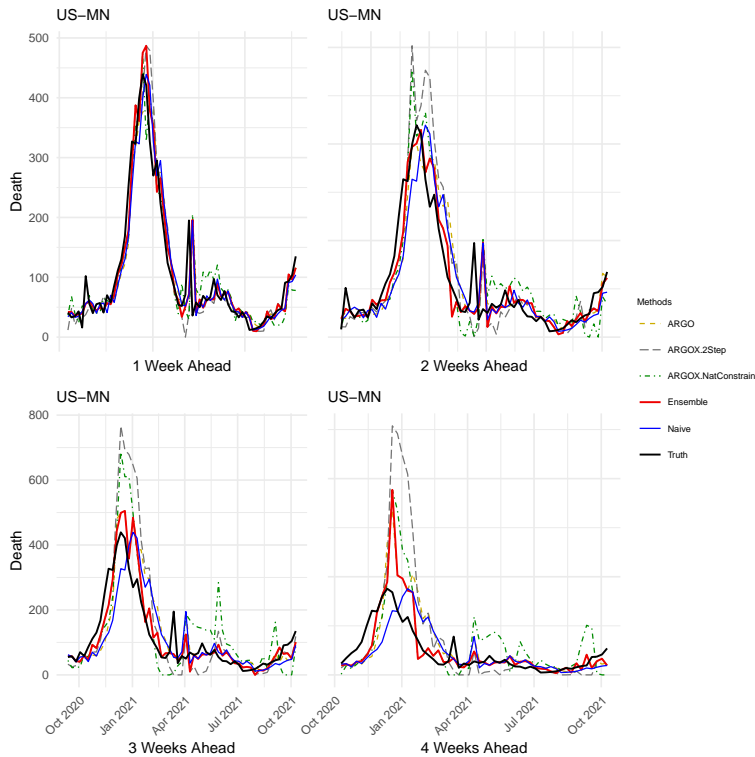 US−MN
US−MN
500
400
300
200
100
0
Death
1 Week Ahead
2 Weeks Ahead
Methods
ARGO
ARGOX.2Step
ARGOX.NatConstrain
Ensemble
Naive
Truth
US−MN
US−MN
800
600
400
200
0
Death
Oct 2020
Jan 2021
Apr 2021
Jul 2021
Oct 2021
Oct 2020
Jan 2021
Apr 2021
Jul 2021
Oct 2021
3 Weeks Ahead
4 Weeks Ahead